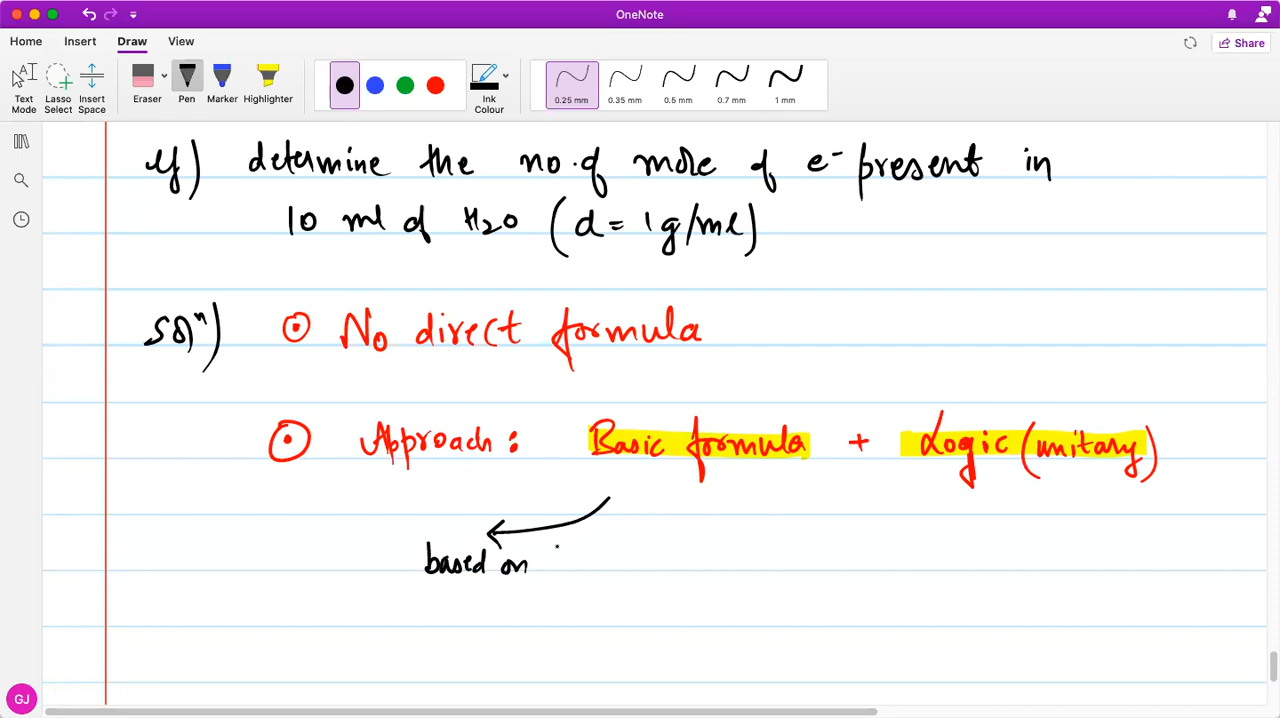 OneNote
Home Insert Draw View
Share
Text Mode
Lasso Select
Insert Space
Eraser
Pen
Marker
Highlighter
Ink Colour
0.25 mm
0.35 mm
0.5 mm
0.7 mm
1 mm
determine the no. of mole of e- present in
10 ml of H2O (d = 1g/ml)
Solⁿ) ⊙ No direct formula
⊙ Approach : Basic formula + Logic (unitary)
based on
GJ